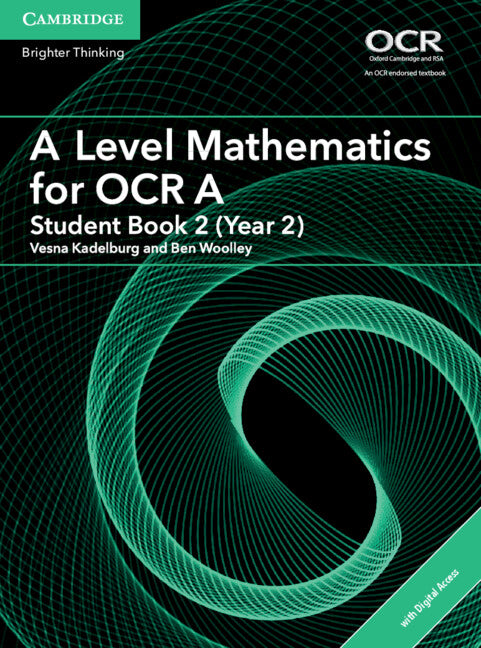 CAMBRIDGE
Brighter Thinking
OCR
Oxford Cambridge and RSA
An OCR endorsed textbook
A Level Mathematics
for OCR A
Student Book 2 (Year 2)
Vesna Kadelburg and Ben Woolley
with Digital Access